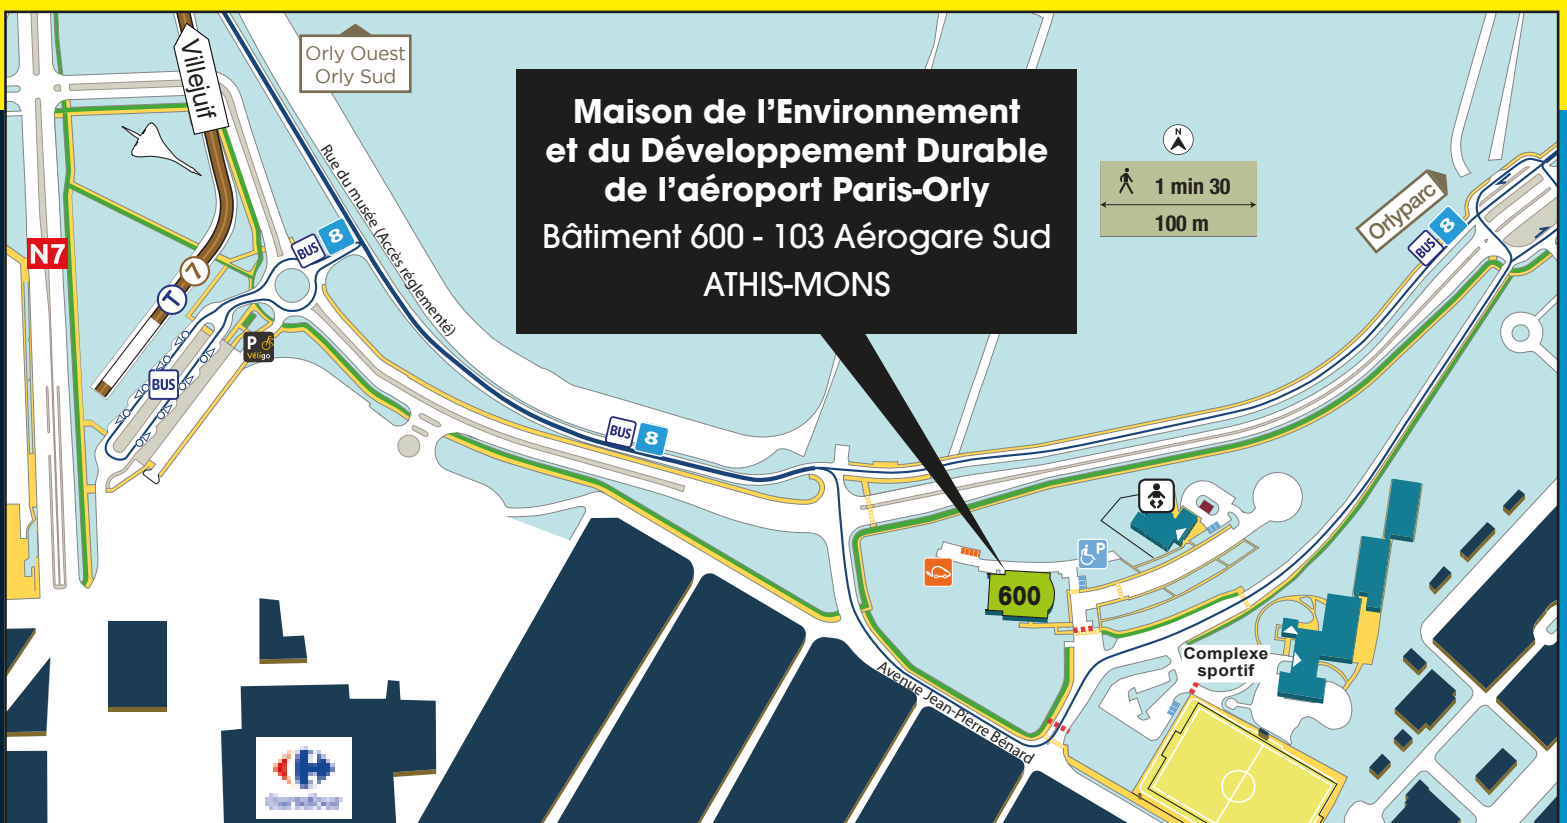 Villejuif
Orly Ouest
Orly Sud
Maison de l’Environnement
et du Développement Durable
de l’aéroport Paris-Orly
Bâtiment 600 - 103 Aérogare Sud
ATHIS-MONS
N
1 min 30
100 m
Orlyparc
BUS 8
Rue du musée (Accès réglementé)
BUS 8
N7
7
T
P
Véligo
BUS
BUS 8
P
600
Complexe
sportif
Avenue Jean-Pierre Bénard